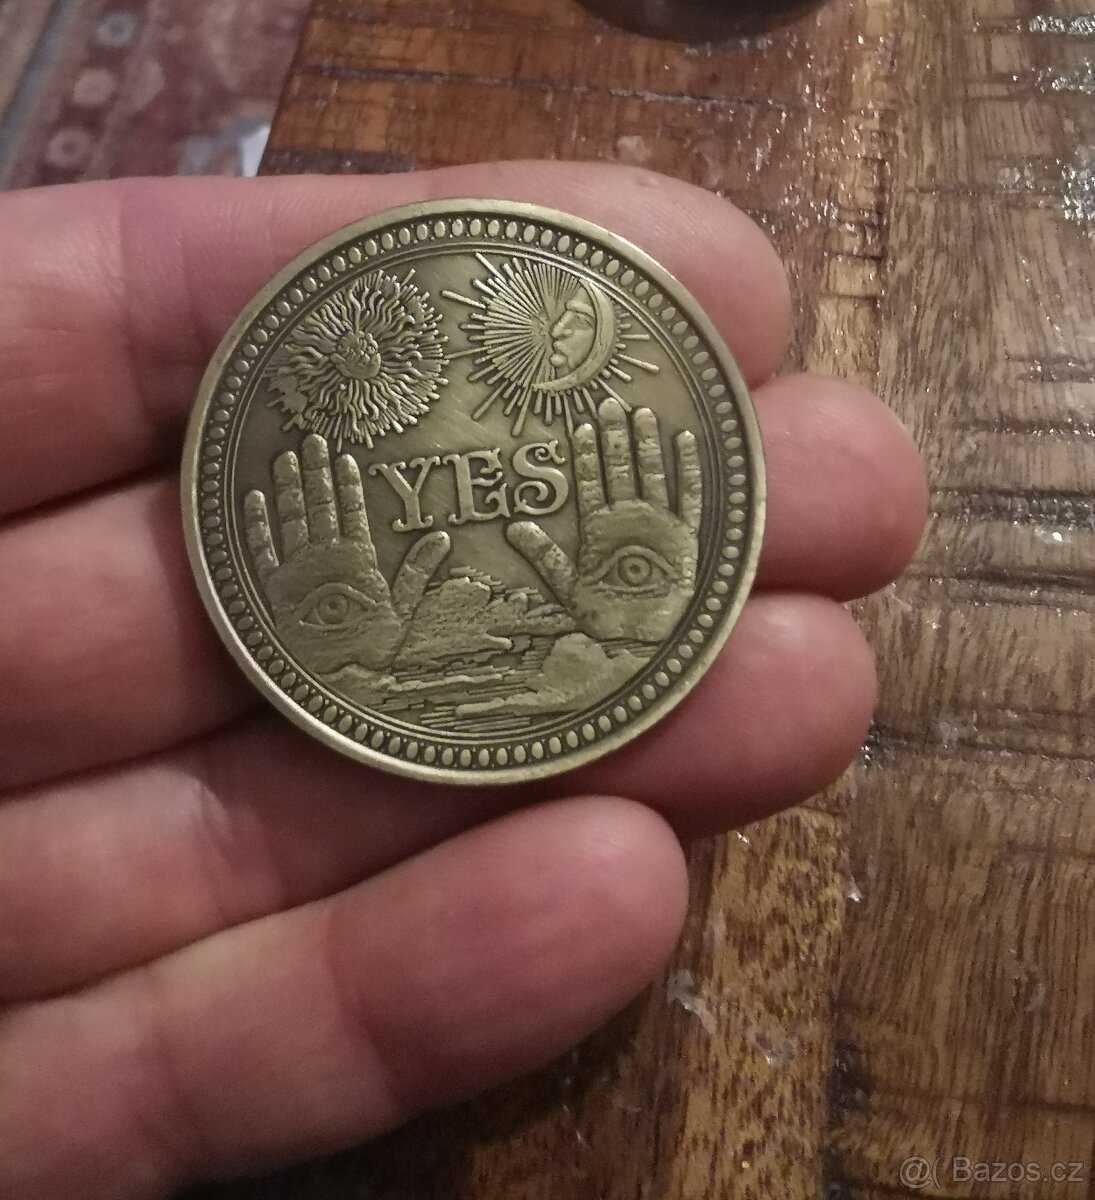 YES
@( Bazos.cz